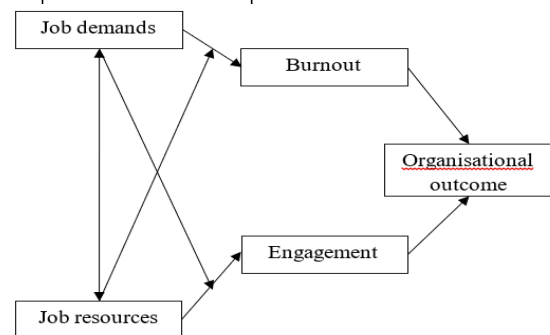 Job demands
Burnout
Organisational
outcome
Engagement
Job resources